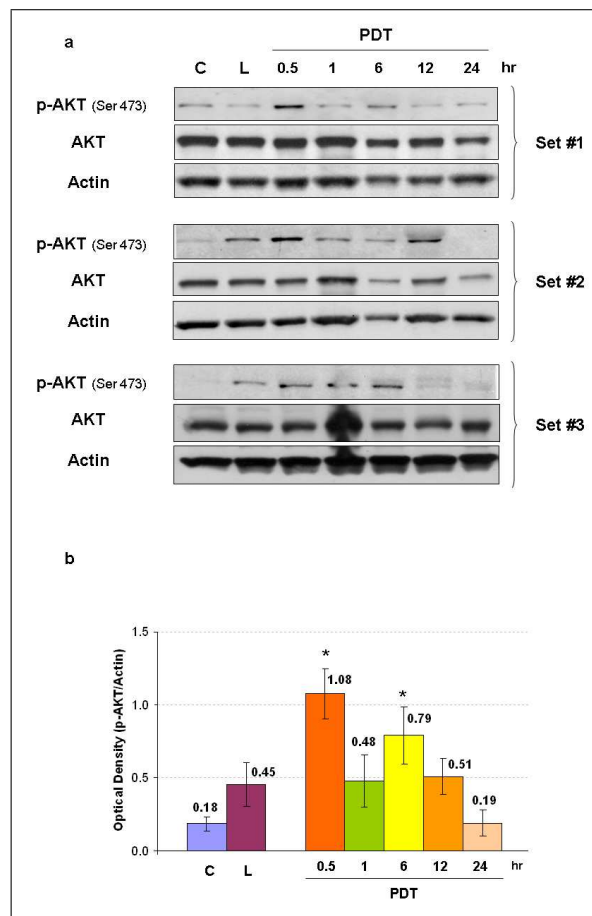 a
PDT
C L 0.5 1 6 12 24 hr
p-AKT (Ser 473)
AKT
Actin
Set #1
p-AKT (Ser 473)
AKT
Actin
Set #2
p-AKT (Ser 473)
AKT
Actin
Set #3
b
Optical Density (p-AKT/Actin)
1.5
1.0
0.5
0.0
0.18
0.45
*
1.08
0.48
*
0.79
0.51
0.19
C L 0.5 1 6 12 24 hr
PDT